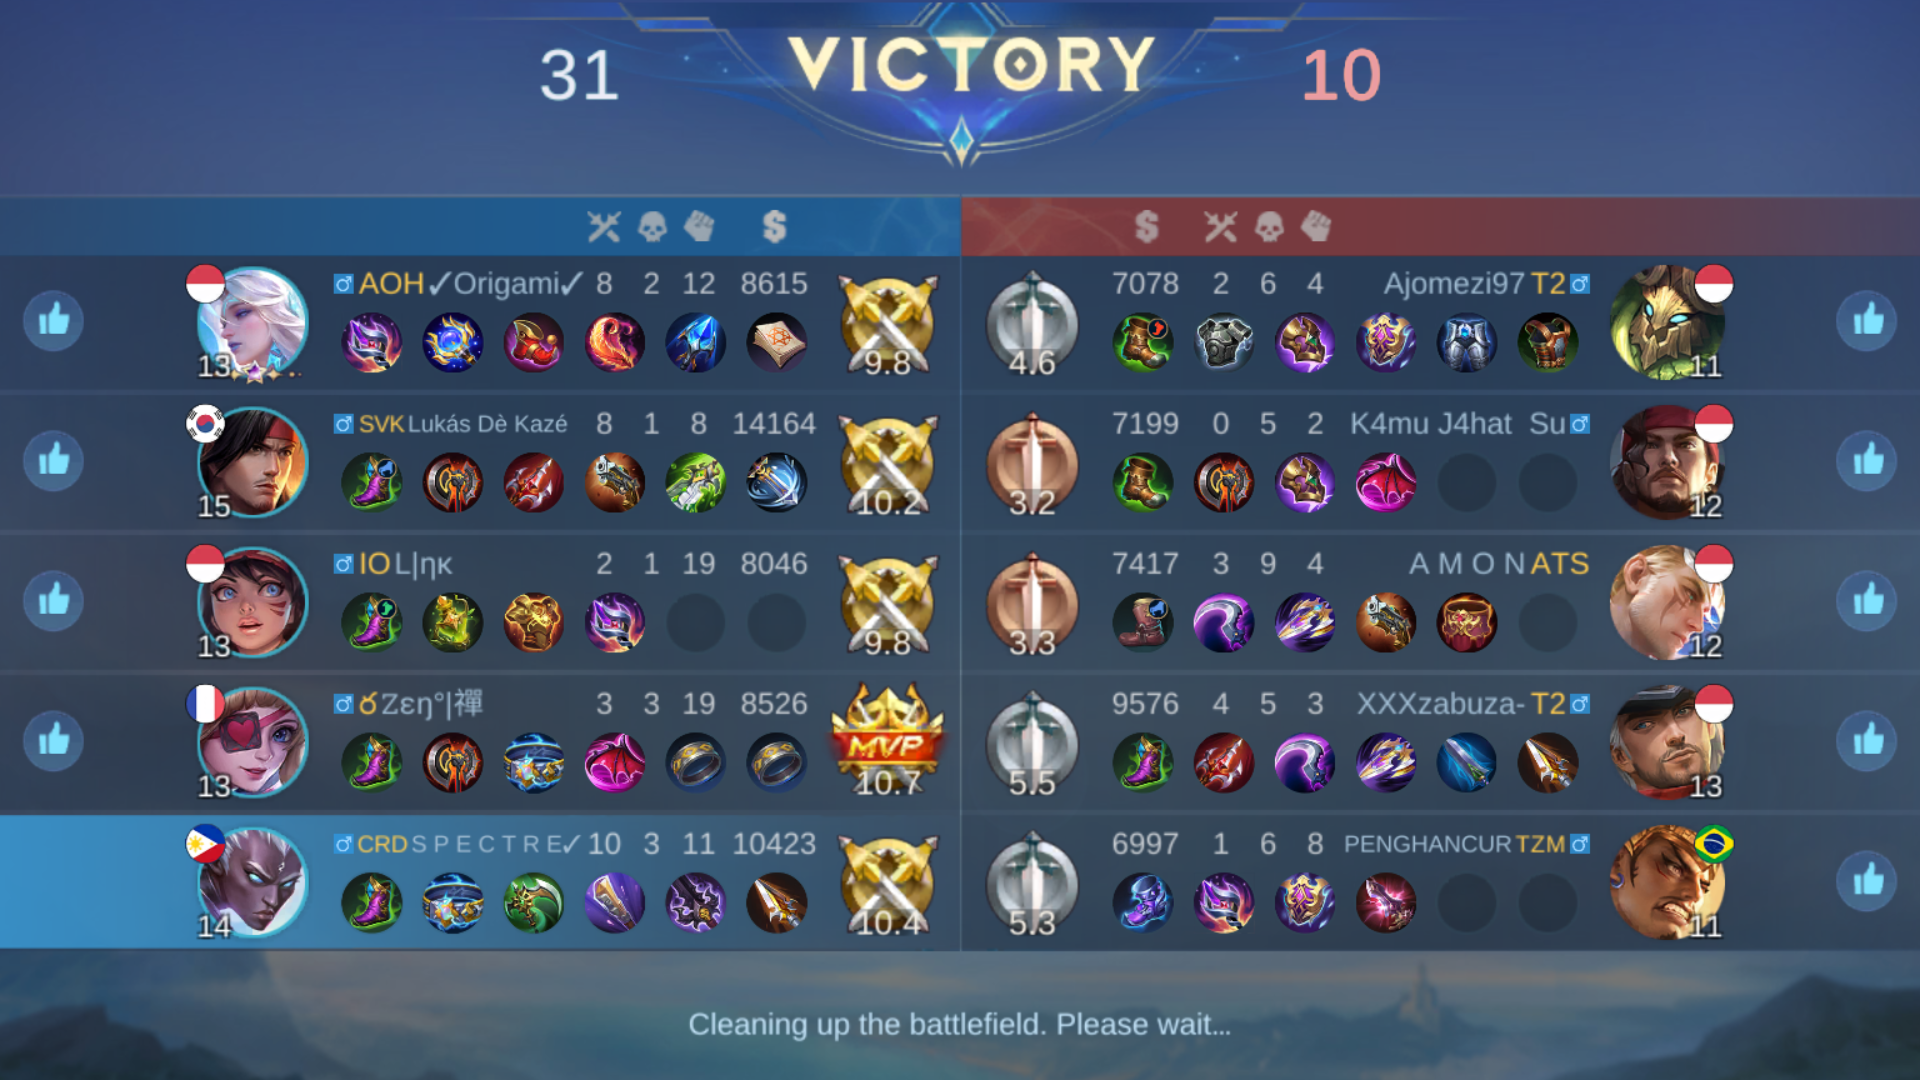 31 VICTORY 10
AOH✓Origami✓ 8 2 12 8615
13 9.8
7078 2 6 4 Ajomezi97 T2
4.6 11
SVK Lukás Dè Kazé 8 1 8 14164
15 10.2
7199 0 5 2 K4mu J4hat Su
3.2 12
IO L|ηκ 2 1 19 8046
13 9.8
7417 3 9 4 A M O N ATS
3.3 12
♉ Zεη°|禪 3 3 19 8526
MVP
13 10.7
9576 4 5 3 XXXzabuza- T2
5.5 13
CRD S P E C T R E✓ 10 3 11 10423
14 10.4
6997 1 6 8 PENGHANCUR TZM
5.3 11
Cleaning up the battlefield. Please wait...